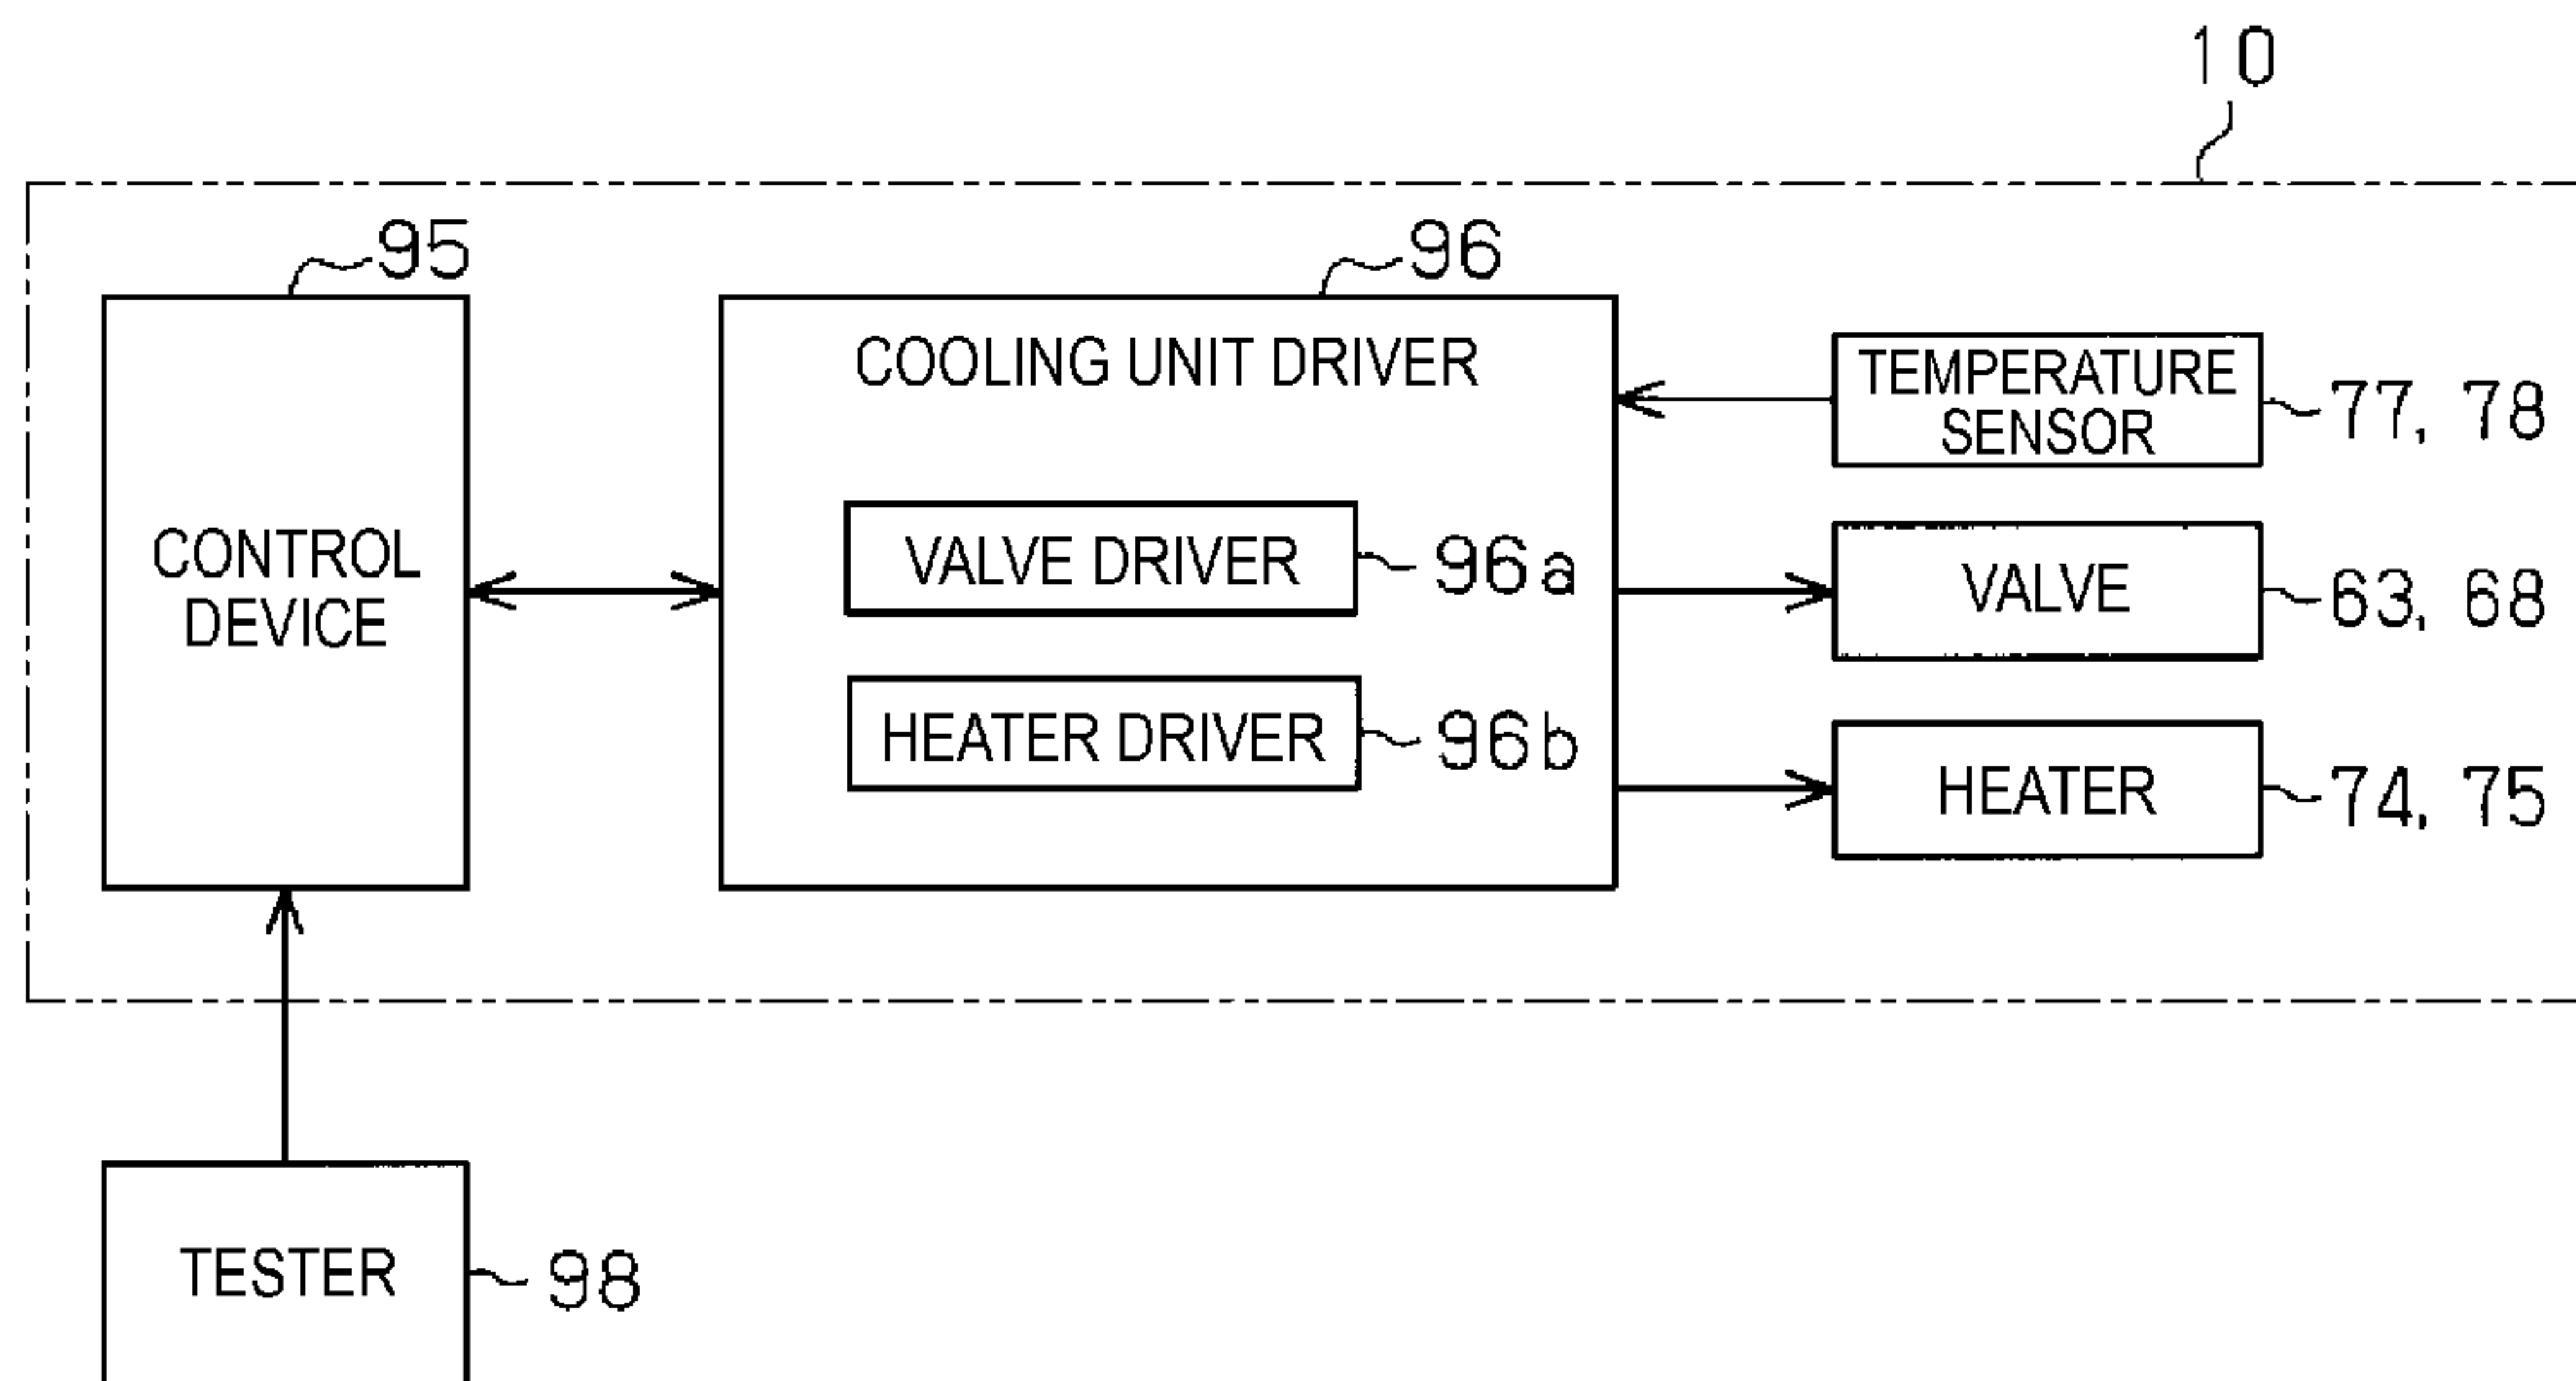 10
95
96
COOLING UNIT DRIVER
TEMPERATURE
SENSOR
77, 78
CONTROL
DEVICE
VALVE DRIVER
96a
VALVE
63, 68
HEATER DRIVER
96b
HEATER
74, 75
TESTER
98